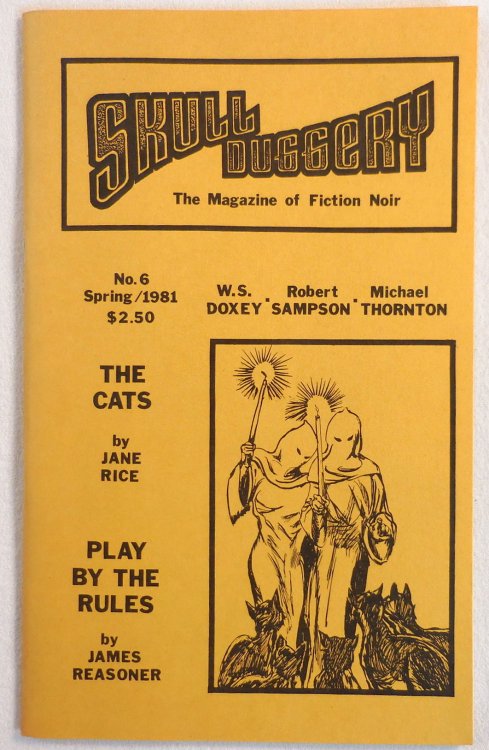 SKULL
DUGGERY
The Magazine of Fiction Noir
No. 6
Spring/1981
$2.50
W.S. Robert Michael
DOXEY · SAMPSON · THORNTON
THE
CATS
by
JANE
RICE
PLAY
BY THE
RULES
by
JAMES
REASONER